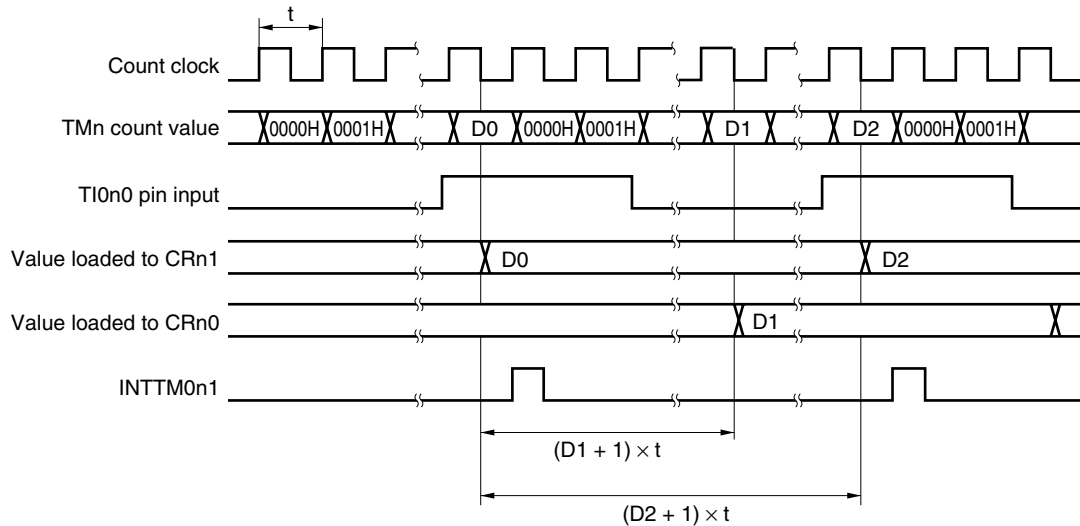 t
Count clock
TMn count value 0000H 0001H D0 0000H 0001H D1 D2 0000H 0001H
TI0n0 pin input
Value loaded to CRn1 D0 D2
Value loaded to CRn0 D1
INTTM0n1
(D1 + 1) × t
(D2 + 1) × t